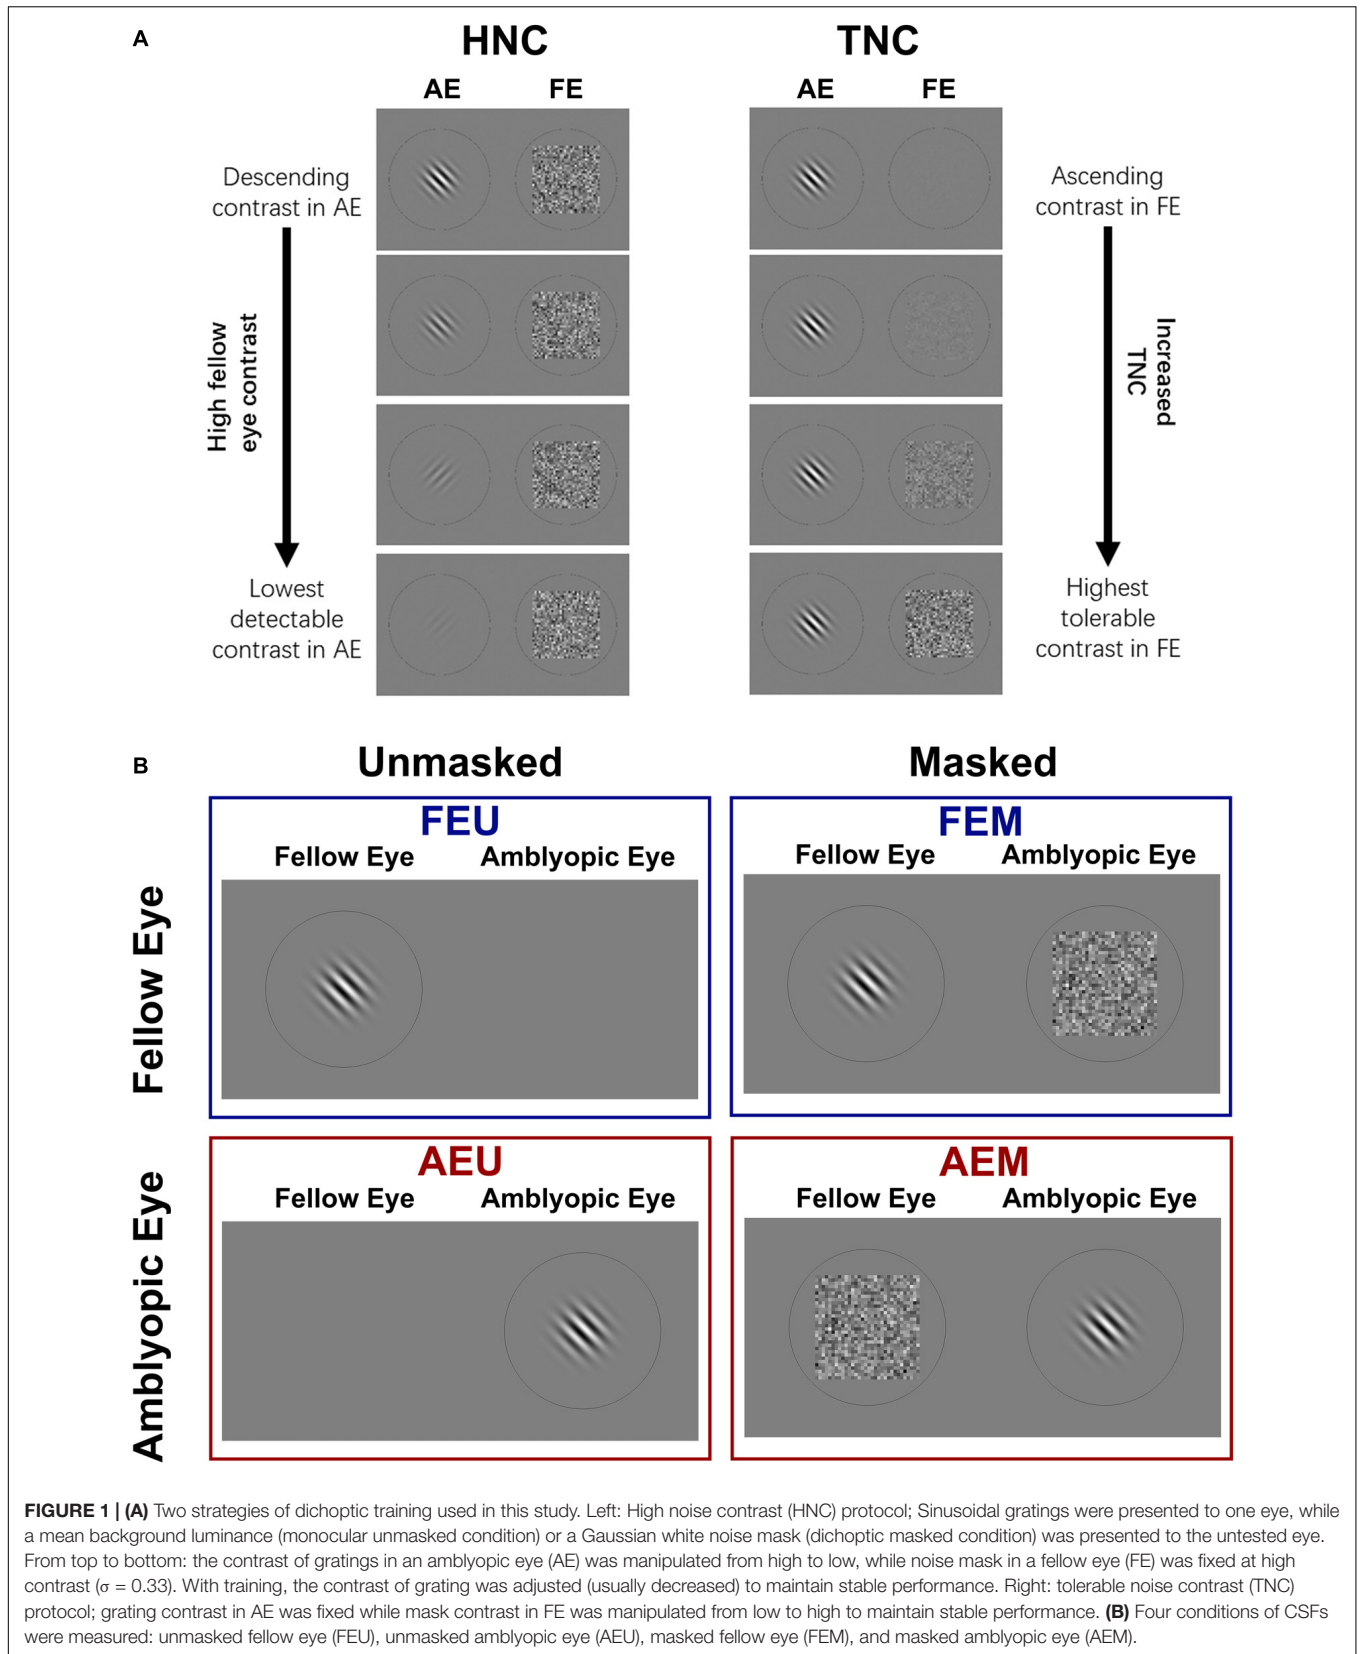 A
HNC
TNC
AE
FE
AE
FE
Descending
contrast in AE
High fellow
eye contrast
Lowest
detectable
contrast in AE
Ascending
contrast in FE
Increased
TNC
Highest
tolerable
contrast in FE
B
Unmasked
Masked
Fellow Eye
FEU
Fellow Eye
Amblyopic Eye
FEM
Fellow Eye
Amblyopic Eye
Amblyopic Eye
AEU
Fellow Eye
Amblyopic Eye
AEM
Fellow Eye
Amblyopic Eye
FIGURE 1 | (A) Two strategies of dichoptic training used in this study. Left: High noise contrast (HNC) protocol; Sinusoidal gratings were presented to one eye, while
a mean background luminance (monocular unmasked condition) or a Gaussian white noise mask (dichoptic masked condition) was presented to the untested eye.
From top to bottom: the contrast of gratings in an amblyopic eye (AE) was manipulated from high to low, while noise mask in a fellow eye (FE) was fixed at high
contrast (σ = 0.33). With training, the contrast of grating was adjusted (usually decreased) to maintain stable performance. Right: tolerable noise contrast (TNC)
protocol; grating contrast in AE was fixed while mask contrast in FE was manipulated from low to high to maintain stable performance. (B) Four conditions of CSFs
were measured: unmasked fellow eye (FEU), unmasked amblyopic eye (AEU), masked fellow eye (FEM), and masked amblyopic eye (AEM).